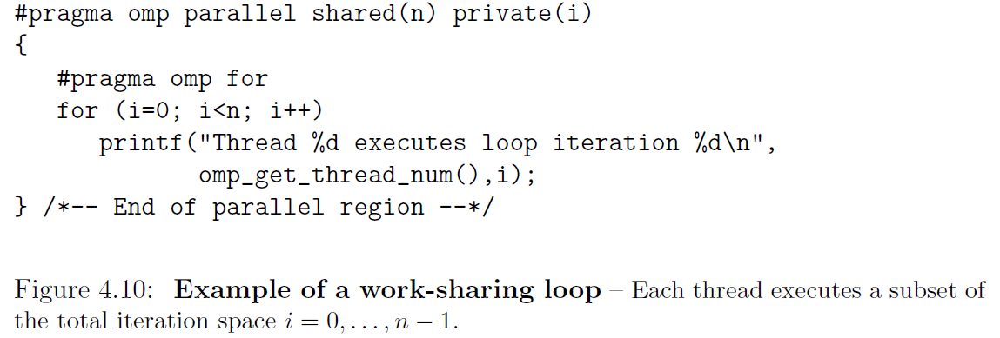 #pragma omp parallel shared(n) private(i)
{
#pragma omp for
for (i=0; i<n; i++)
printf("Thread %d executes loop iteration %d\n",
omp_get_thread_num(),i);
} /*-- End of parallel region --*/
Figure 4.10: Example of a work-sharing loop – Each thread executes a subset of
the total iteration space i = 0, . . . , n − 1.